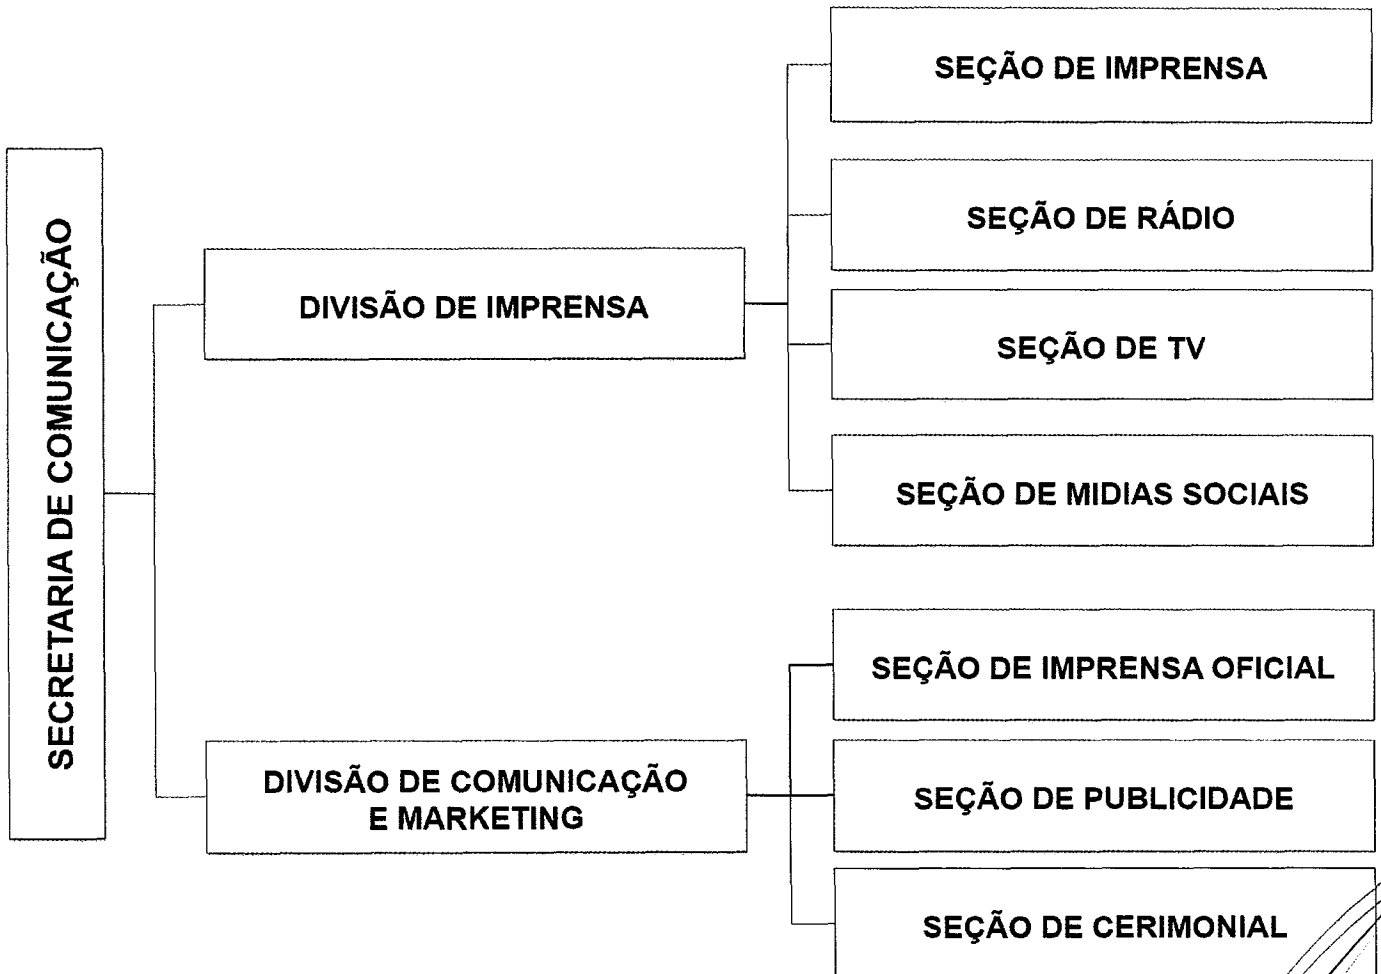 SECRETARIA DE COMUNICAÇÃO
DIVISÃO DE IMPRENSA
SEÇÃO DE IMPRENSA
SEÇÃO DE RÁDIO
SEÇÃO DE TV
SEÇÃO DE MIDIAS SOCIAIS
DIVISÃO DE COMUNICAÇÃO
E MARKETING
SEÇÃO DE IMPRENSA OFICIAL
SEÇÃO DE PUBLICIDADE
SEÇÃO DE CERIMONIAL